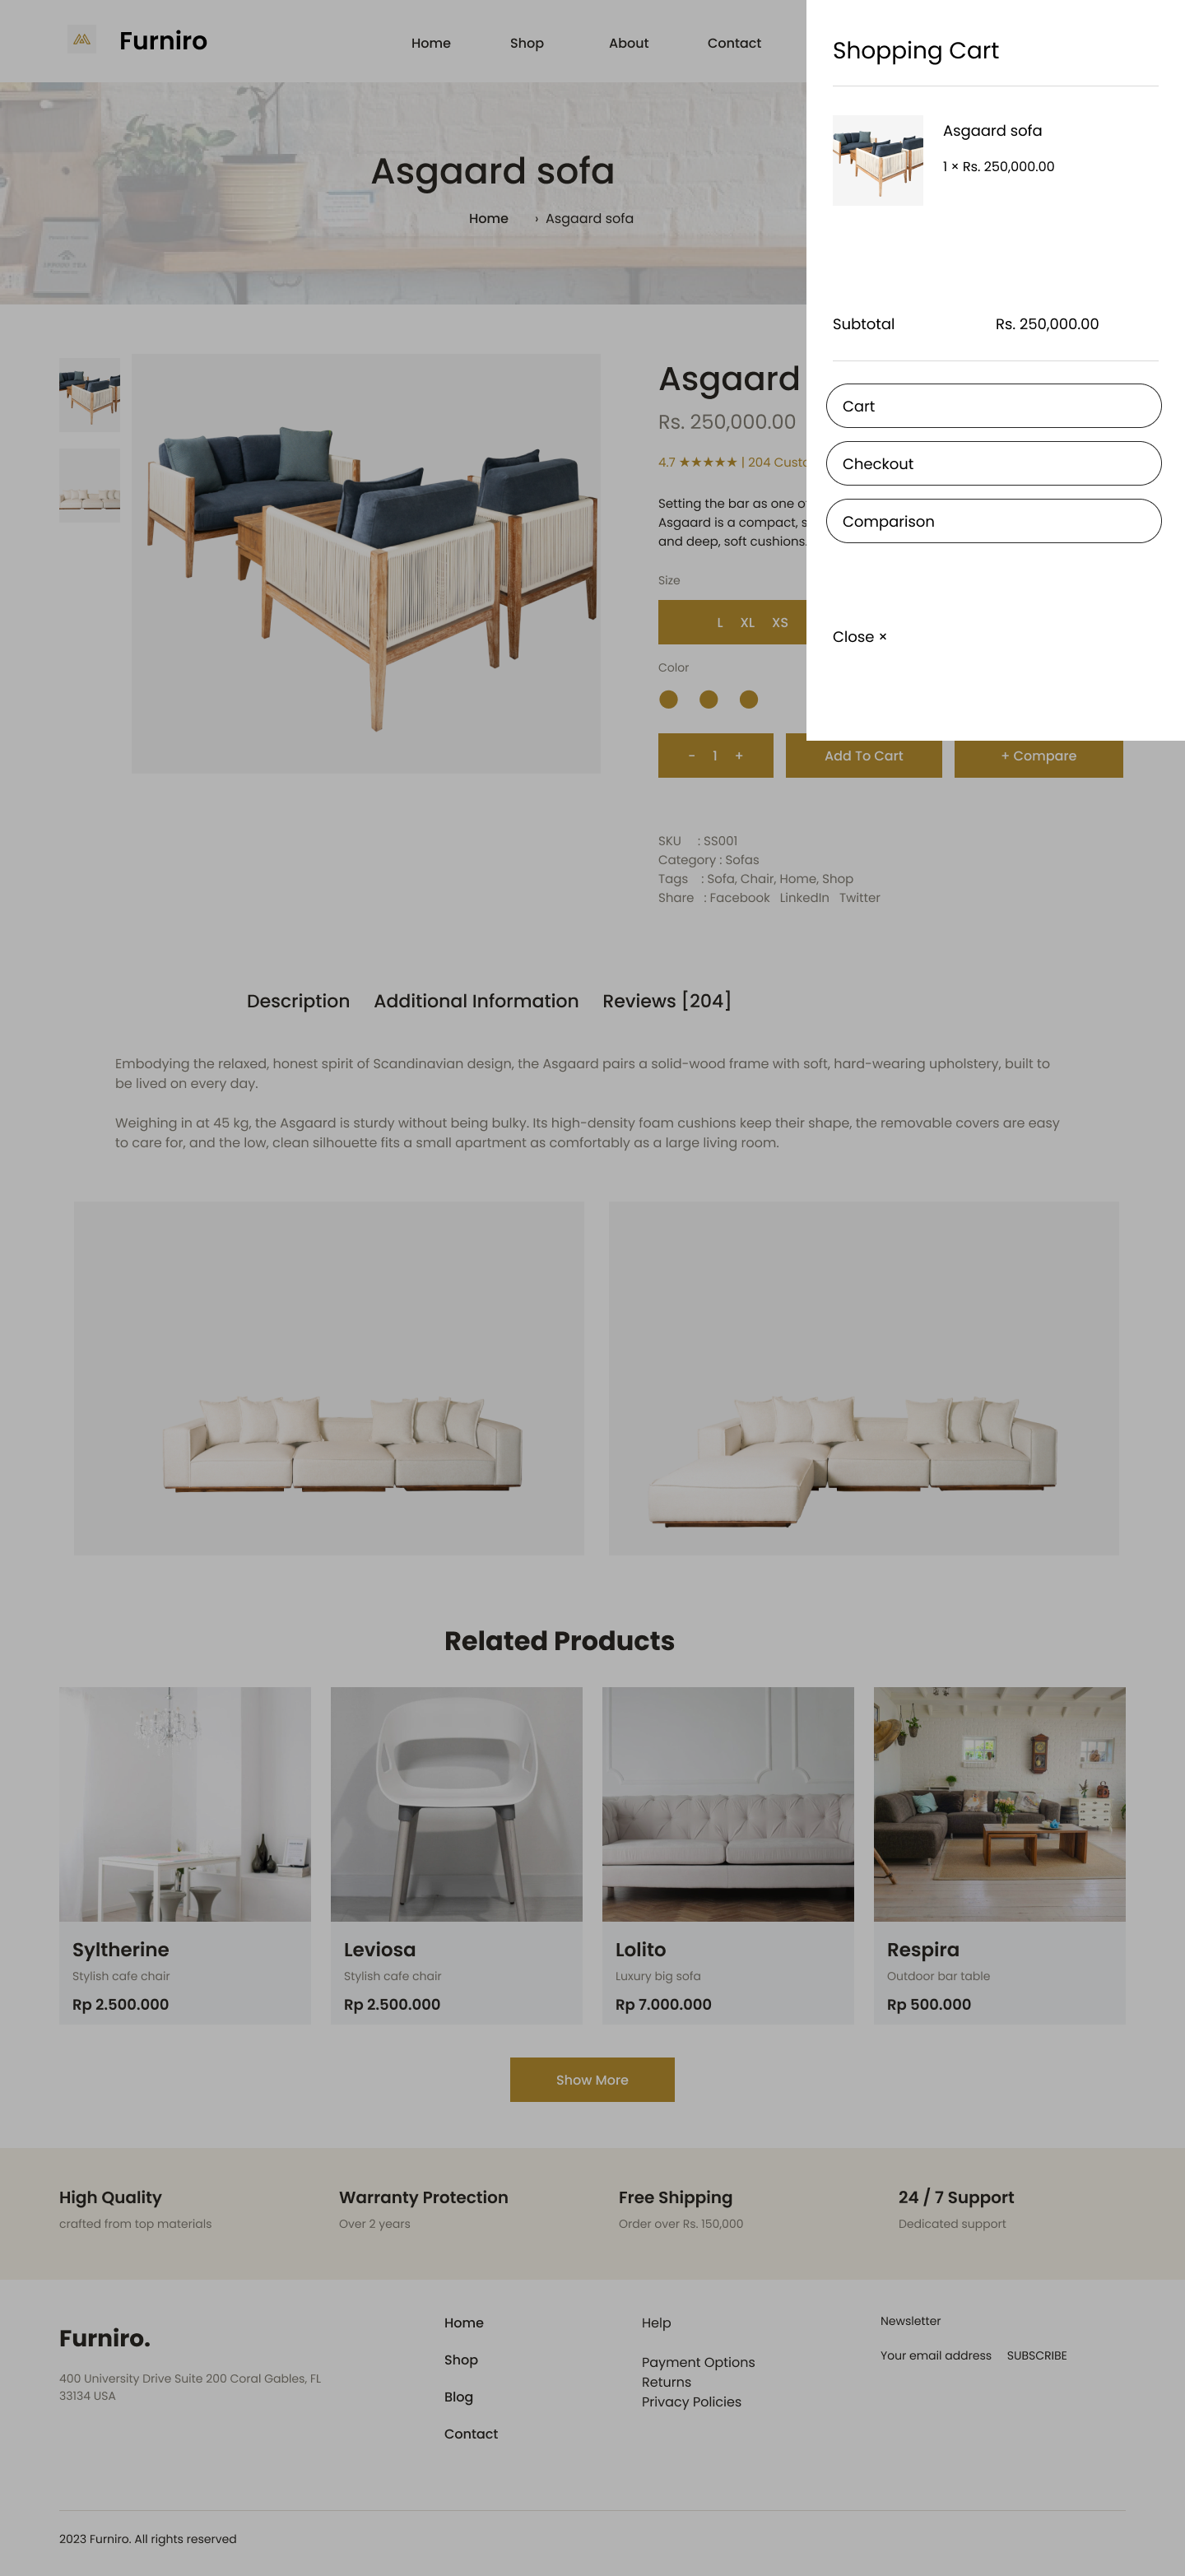 Furniro
Home Shop About Contact
Shopping Cart
Asgaard sofa
1 × Rs. 250,000.00
Asgaard sofa
Home › Asgaard sofa
Subtotal Rs. 250,000.00
Cart
Checkout
Comparison
Close ×
Asgaard
Rs. 250,000.00
4.7 ★★★★★ | 204
Setting the bar as one
Asgaard is a compact,
and deep, soft cushions.
Size
L XL XS
Color
- 1 +
Add To Cart
+ Compare
SKU : SS001
Category : Sofas
Tags : Sofa, Chair, Home, Shop
Share : Facebook LinkedIn Twitter
Description Additional Information Reviews [204]
Embodying the relaxed, honest spirit of Scandinavian design, the Asgaard pairs a solid-wood frame with soft, hard-wearing upholstery, built to
be lived on every day.
Weighing in at 45 kg, the Asgaard is sturdy without being bulky. Its high-density foam cushions keep their shape, the removable covers are easy
to care for, and the low, clean silhouette fits a small apartment as comfortably as a large living room.
Related Products
Syltherine
Stylish cafe chair
Rp 2.500.000
Leviosa
Stylish cafe chair
Rp 2.500.000
Lolito
Luxury big sofa
Rp 7.000.000
Respira
Outdoor bar table
Rp 500.000
Show More
High Quality
crafted from top materials
Warranty Protection
Over 2 years
Free Shipping
Order over Rs. 150,000
24 / 7 Support
Dedicated support
Furniro.
400 University Drive Suite 200 Coral Gables, FL
33134 USA
Home
Shop
Blog
Contact
Help
Payment Options
Returns
Privacy Policies
Newsletter
Your email address SUBSCRIBE
2023 Furniro. All rights reserved